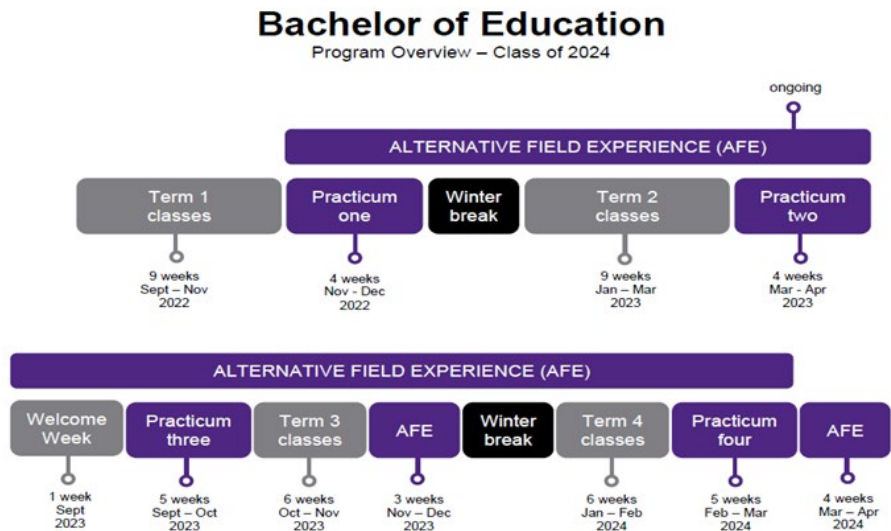 Bachelor of Education
Program Overview – Class of 2024
ongoing
ALTERNATIVE FIELD EXPERIENCE (AFE)
Term 1
classes
Practicum
one
Winter
break
Term 2
classes
Practicum
two
9 weeks
Sept – Nov
2022
4 weeks
Nov - Dec
2022
9 weeks
Jan – Mar
2023
4 weeks
Mar - Apr
2023
ALTERNATIVE FIELD EXPERIENCE (AFE)
Welcome
Week
Practicum
three
Term 3
classes
AFE
Winter
break
Term 4
classes
Practicum
four
AFE
1 week
Sept
2023
5 weeks
Sept – Oct
2023
6 weeks
Oct – Nov
2023
3 weeks
Nov – Dec
2023
6 weeks
Jan – Feb
2024
5 weeks
Feb – Mar
2024
4 weeks
Mar – Apr
2024